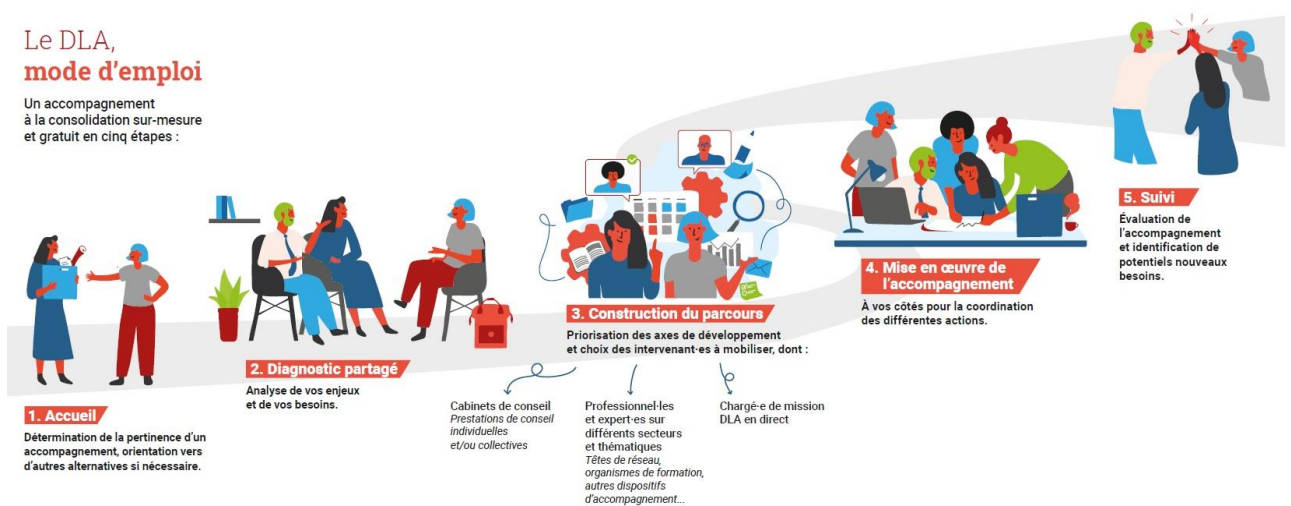 Le DLA,
mode d'emploi
Un accompagnement
à la consolidation sur-mesure
et gratuit en cinq étapes :
1. Accueil
Détermination de la pertinence d'un
accompagnement, orientation vers
d'autres alternatives si nécessaire.
2. Diagnostic partagé
Analyse de vos enjeux
et de vos besoins.
3. Construction du parcours
Priorisation des axes de développement
et choix des intervenant·es à mobiliser, dont :
Cabinets de conseil
Prestations de conseil
individuelles
et/ou collectives
Professionnel·les
et expert·es sur
différents secteurs
et thématiques
Têtes de réseau,
organismes de formation,
autres dispositifs
d'accompagnement...
Chargé·e de mission
DLA en direct
4. Mise en œuvre de
l'accompagnement
À vos côtés pour la coordination
des différentes actions.
5. Suivi
Évaluation de
l'accompagnement
et identification de
potentiels nouveaux
besoins.